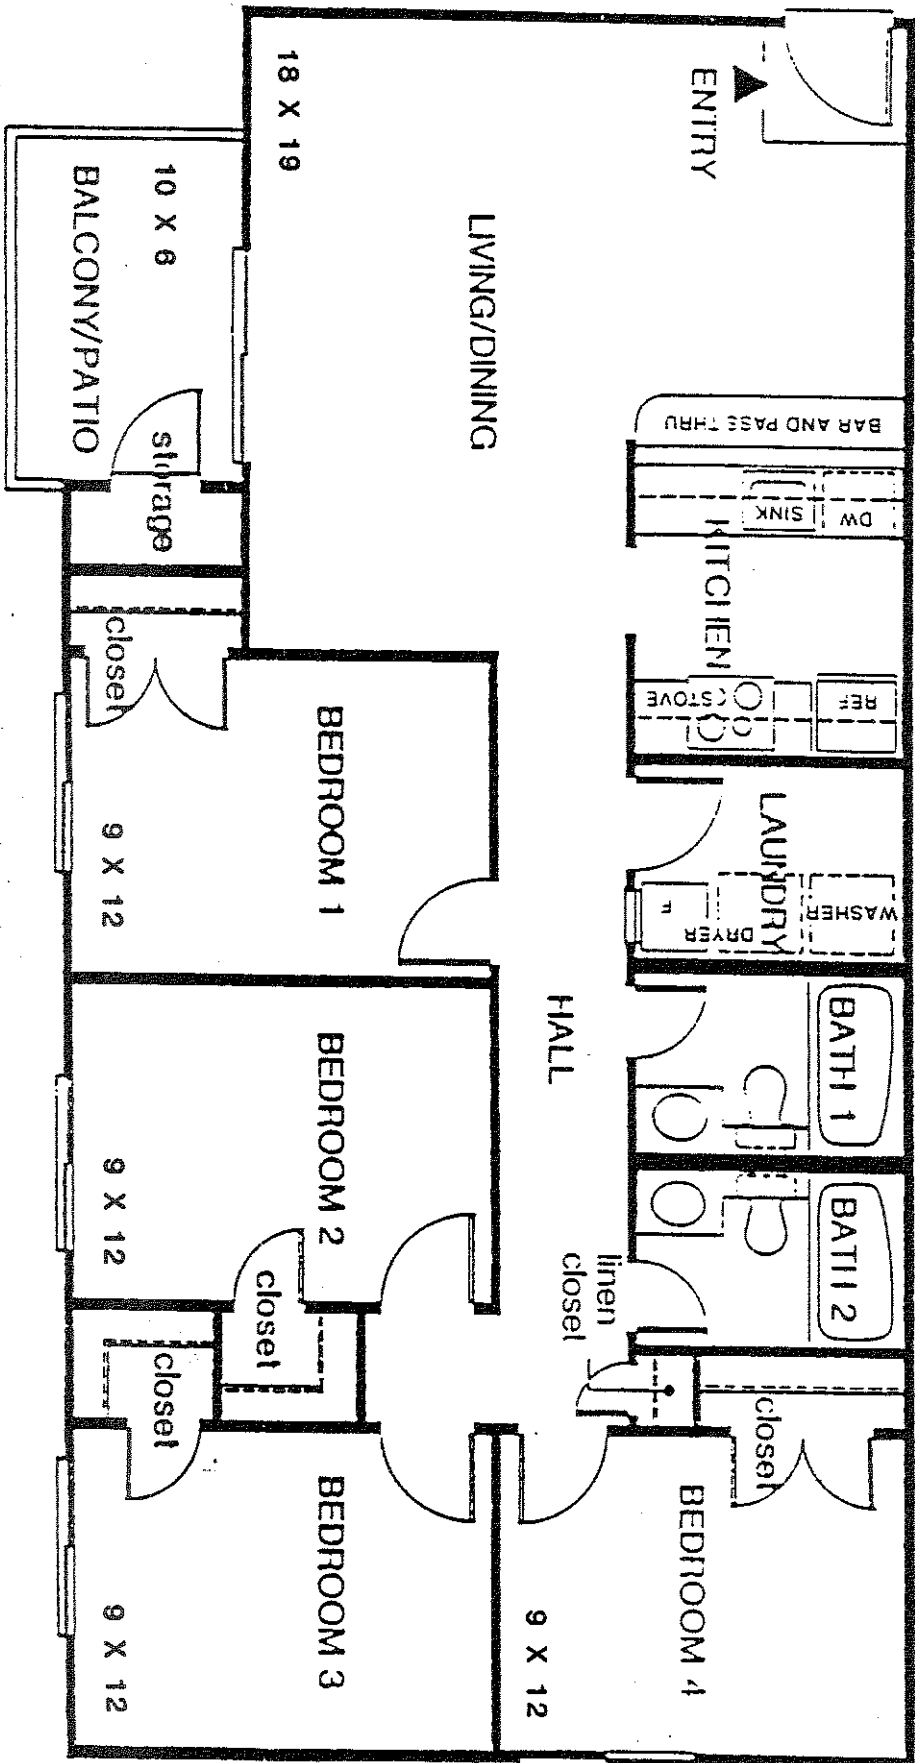 ENTRY
18 X 19
LIVING/DINING
10 X 6
BALCONY/PATIO
storage
BAR AND PASS THRU
SINK
DW
KITCHEN
STOVE
REF
closet
BEDROOM 1
9 X 12
LAUNDRY
WASHER
DRYER
F
HALL
BATH 1
BATH 2
BEDROOM 2
9 X 12
closet
closet
linen
closet
closet
BEDROOM 3
9 X 12
BEDROOM 4
9 X 12